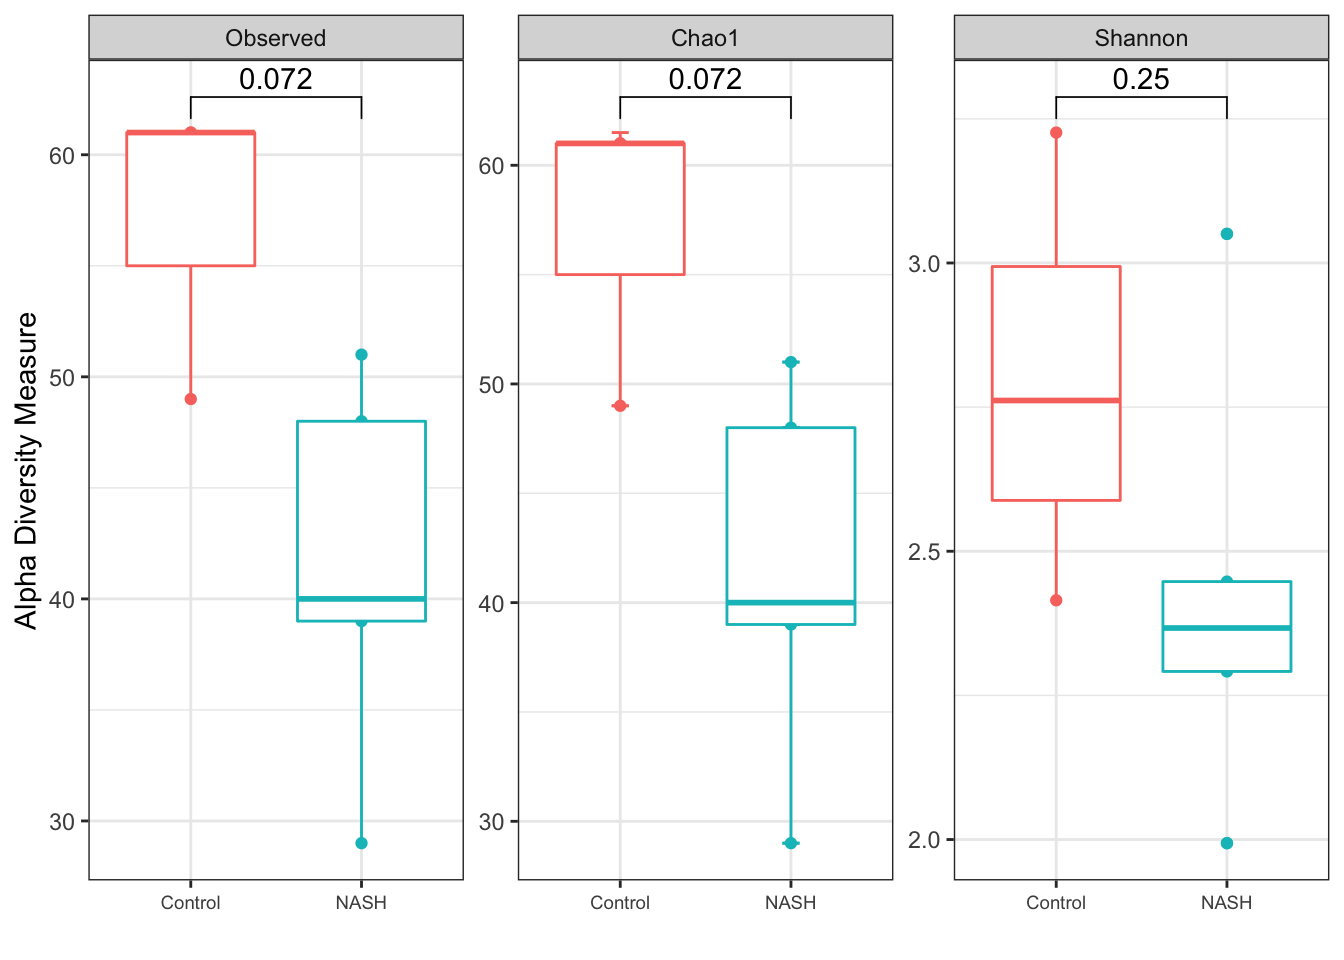 Observed
Chao1
Shannon
0.072
0.072
0.25
Alpha Diversity Measure
60
50
40
30
60
50
40
30
3.0
2.5
2.0
Control
NASH
Control
NASH
Control
NASH